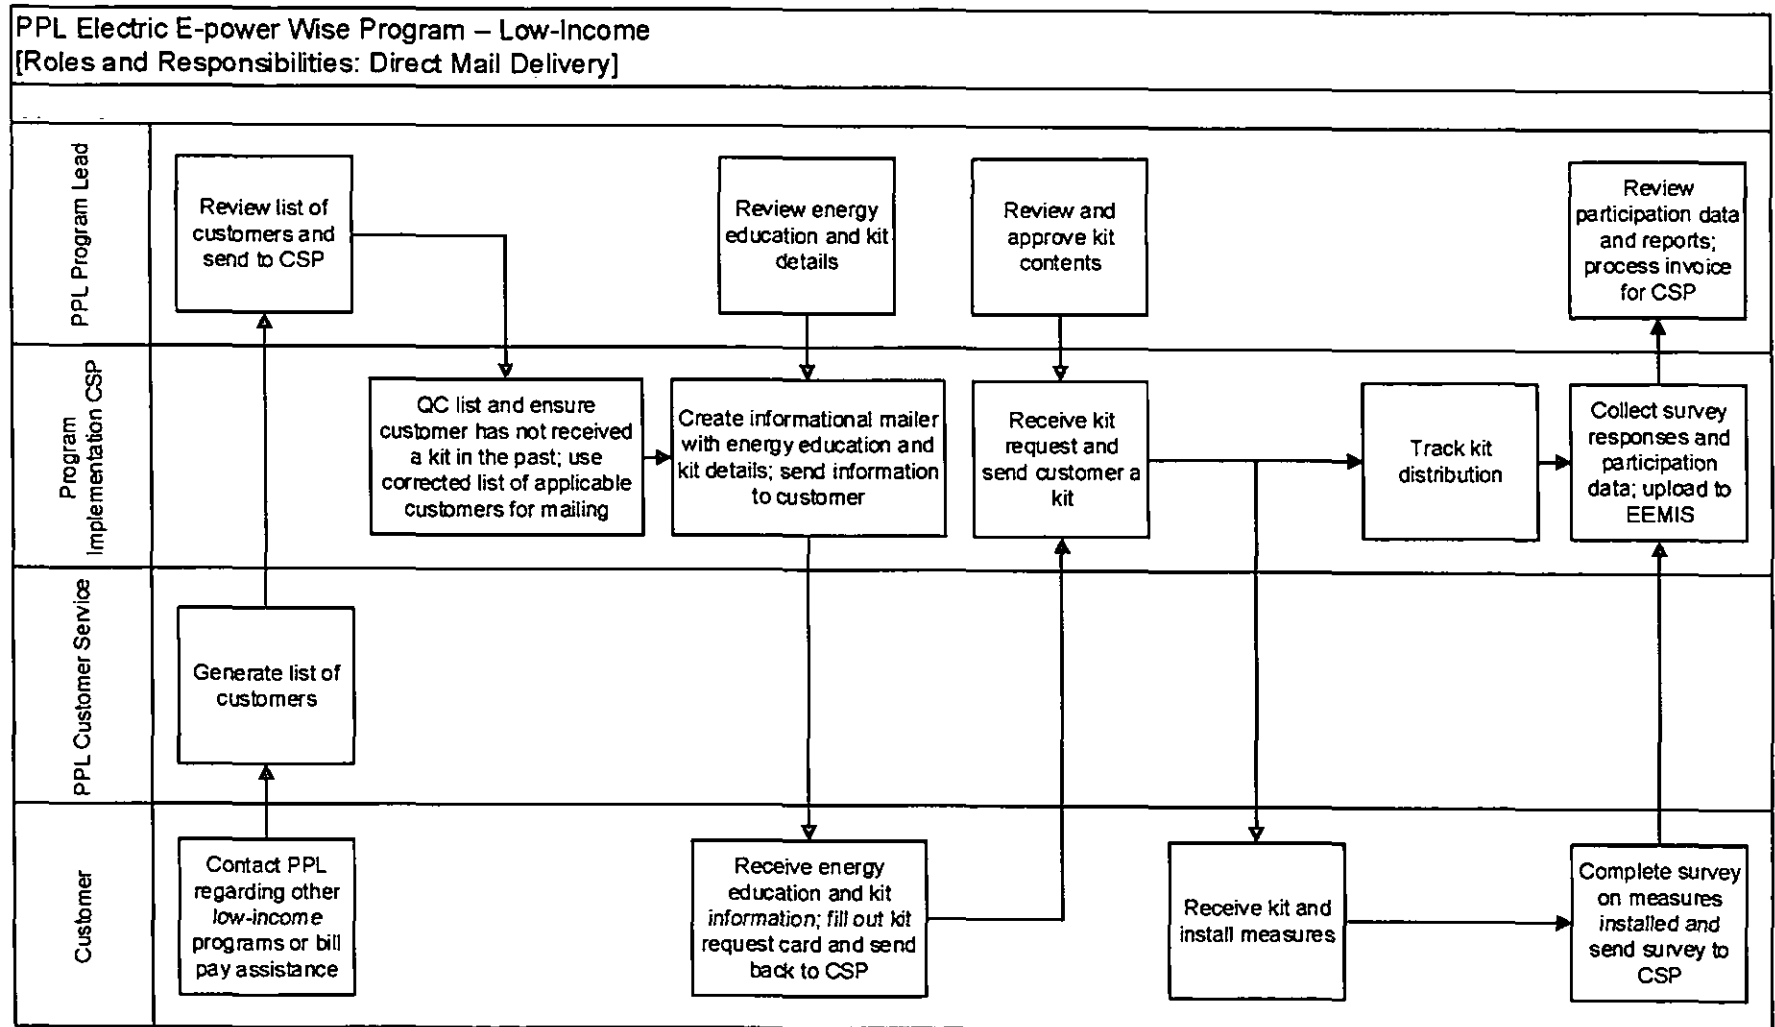 PPL Electric E-power Wise Program – Low-Income
[Roles and Responsibilities: Direct Mail Delivery]
PPL Program Lead
Review list of
customers and
send to CSP
Review energy
education and kit
details
Review and
approve kit
contents
Review
participation data
and reports;
process invoice
for CSP
Program
Implementation CSP
QC list and ensure
customer has not received
a kit in the past; use
corrected list of applicable
customers for mailing
Create informational mailer
with energy education and
kit details; send information
to customer
Receive kit
request and
send customer a
kit
Track kit
distribution
Collect survey
responses and
participation
data; upload to
EEMIS
PPL Customer Service
Generate list of
customers
Customer
Contact PPL
regarding other
low-income
programs or bill
pay assistance
Receive energy
education and kit
information; fill out kit
request card and send
back to CSP
Receive kit and
install measures
Complete survey
on measures
installed and
send survey to
CSP